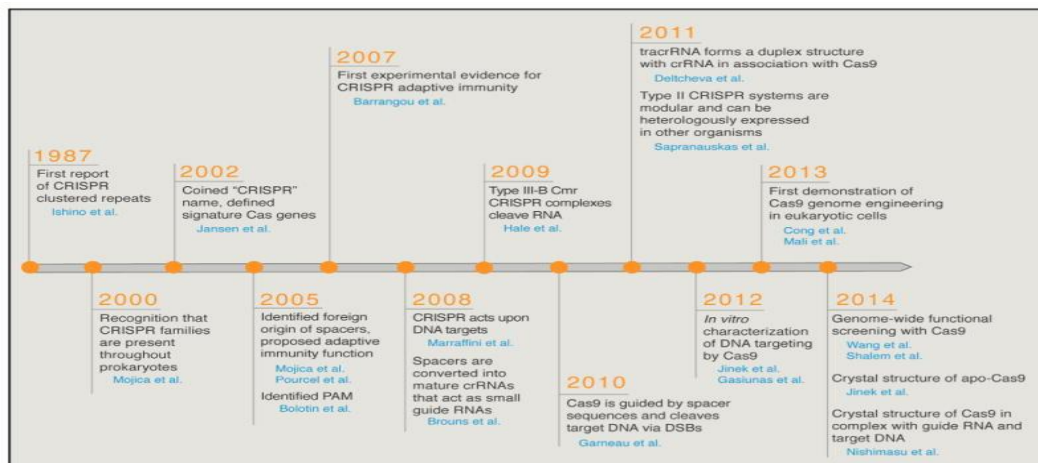 1987
First report
of CRISPR
clustered repeats
Ishino et al.
2000
Recognition that
CRISPR families
are present
throughout
prokaryotes
Mojica et al.
2002
Coined “CRISPR”
name, defined
signature Cas genes
Jansen et al.
2005
Identified foreign
origin of spacers,
proposed adaptive
immunity function
Mojica et al.
Pourcel et al.
Identified PAM
Bolotin et al.
2007
First experimental evidence for
CRISPR adaptive immunity
Barrangou et al.
2008
CRISPR acts upon
DNA targets
Marraffini et al.
Spacers are
converted into
mature crRNAs
that act as small
guide RNAs
Brouns et al.
2009
Type III-B Cmr
CRISPR complexes
cleave RNA
Hale et al.
2010
Cas9 is guided by spacer
sequences and cleaves
target DNA via DSBs
Garneau et al.
2011
tracrRNA forms a duplex structure
with crRNA in association with Cas9
Deltcheva et al.
Type II CRISPR systems are
modular and can be
heterologously expressed
in other organisms
Sapranauskas et al.
2012
In vitro
characterization
of DNA targeting
by Cas9
Jinek et al.
Gasiunas et al.
2013
First demonstration of
Cas9 genome engineering
in eukaryotic cells
Cong et al.
Mali et al.
2014
Genome-wide functional
screening with Cas9
Wang et al.
Shalem et al.
Crystal structure of apo-Cas9
Jinek et al.
Crystal structure of Cas9 in
complex with guide RNA and
target DNA
Nishimasu et al.